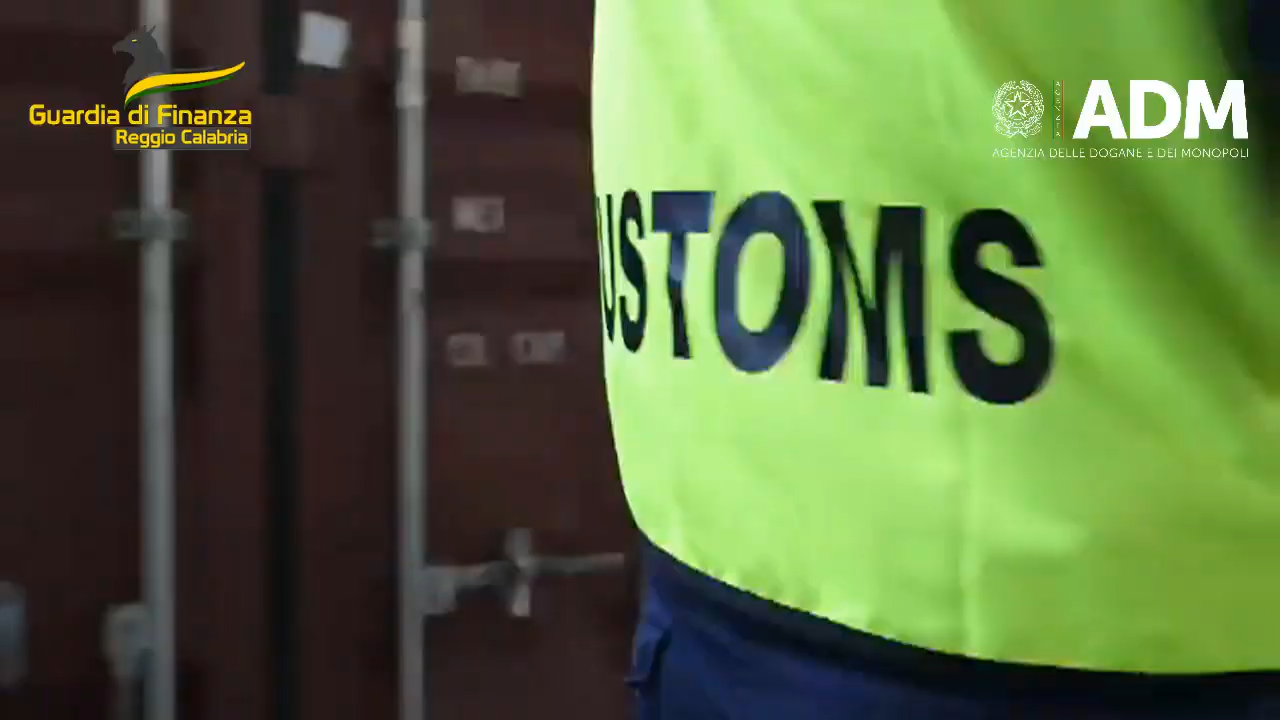 Guardia di Finanza
Reggio Calabria
ADM
AGENZIA DELLE DOGANE E DEI MONOPOLI
USTOMS